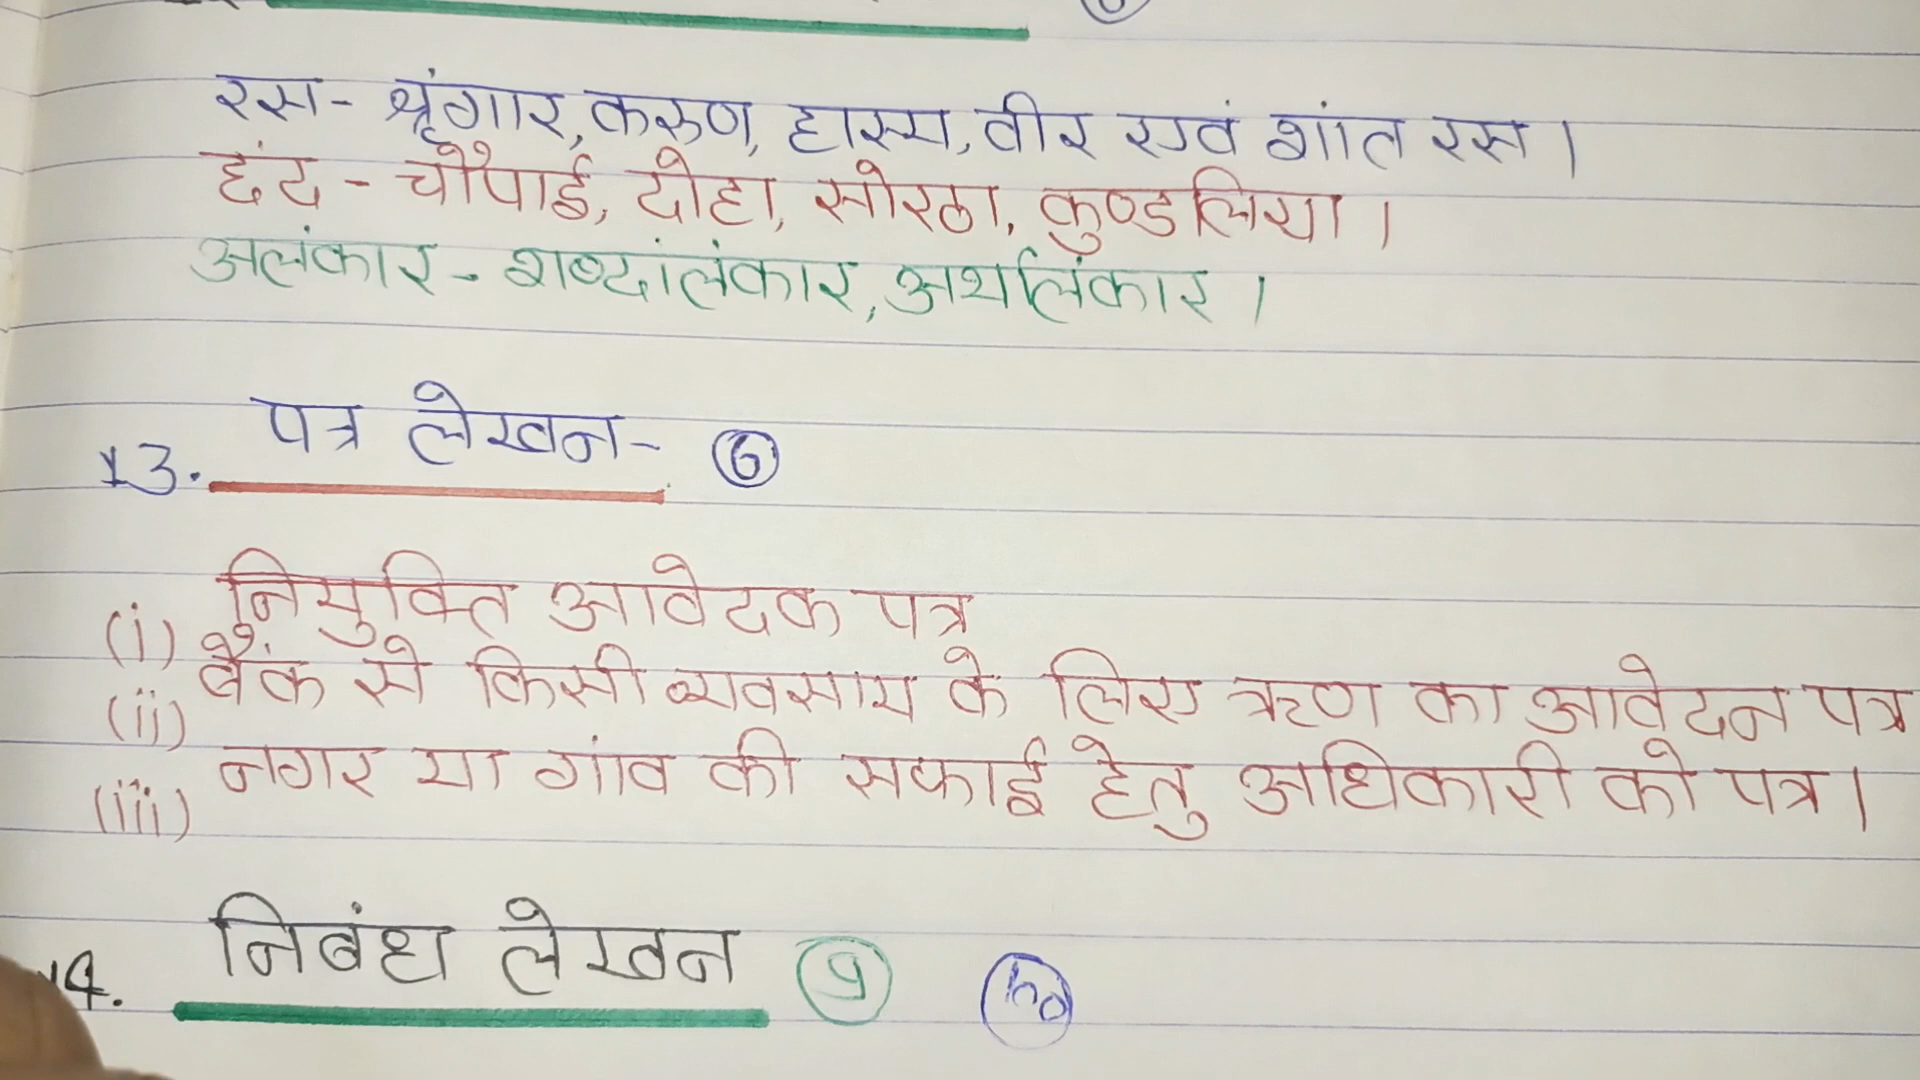 रस- श्रृंगार, करुण, हास्य, वीर एवं शांत रस।
छंद - चौपाई, दोहा, सोरठा, कुण्डलिया।
अलंकार - शब्दांलंकार, अर्थालंकार।
13. पत्र लेखन- 6
(i) नियुक्ति आवेदक पत्र
(ii) बैंक से किसी व्यवसाय के लिए ऋण का आवेदन पत्र
(iii) नगर या गांव की सफाई हेतु अधिकारी को पत्र।
14. निबंध लेखन 9